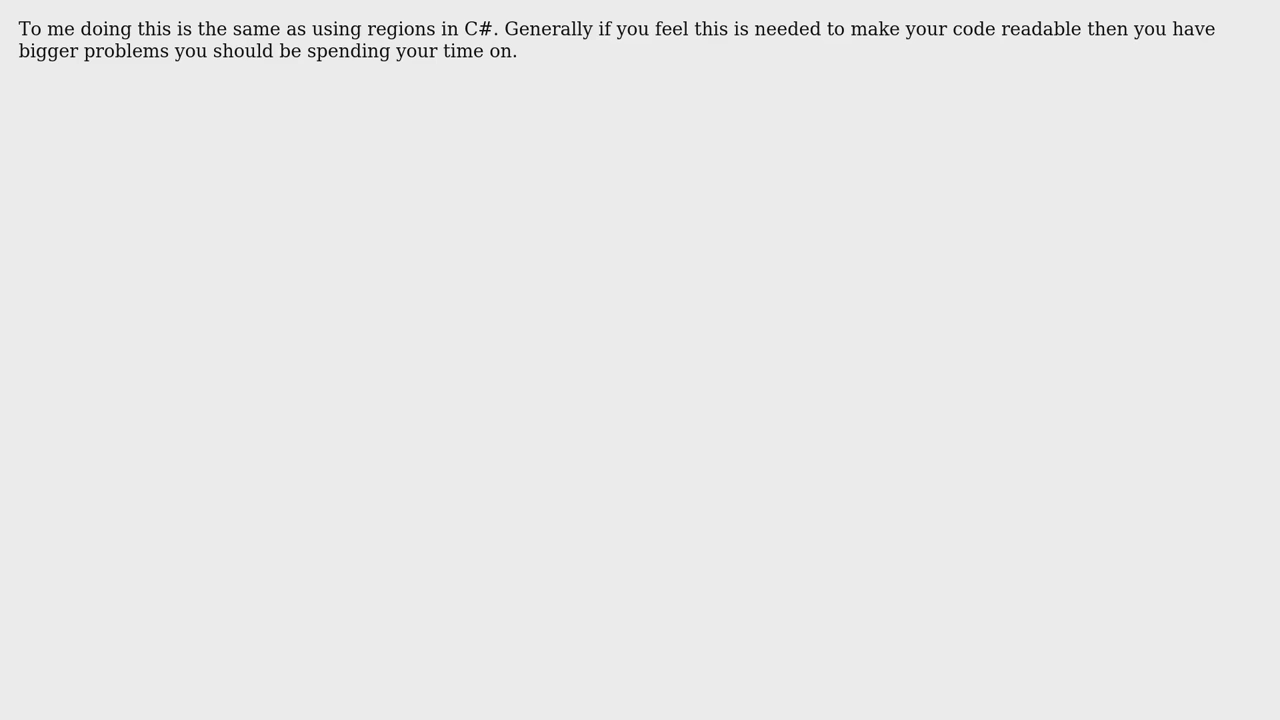 To me doing this is the same as using regions in C#. Generally if you feel this is needed to make your code readable then you have
bigger problems you should be spending your time on.